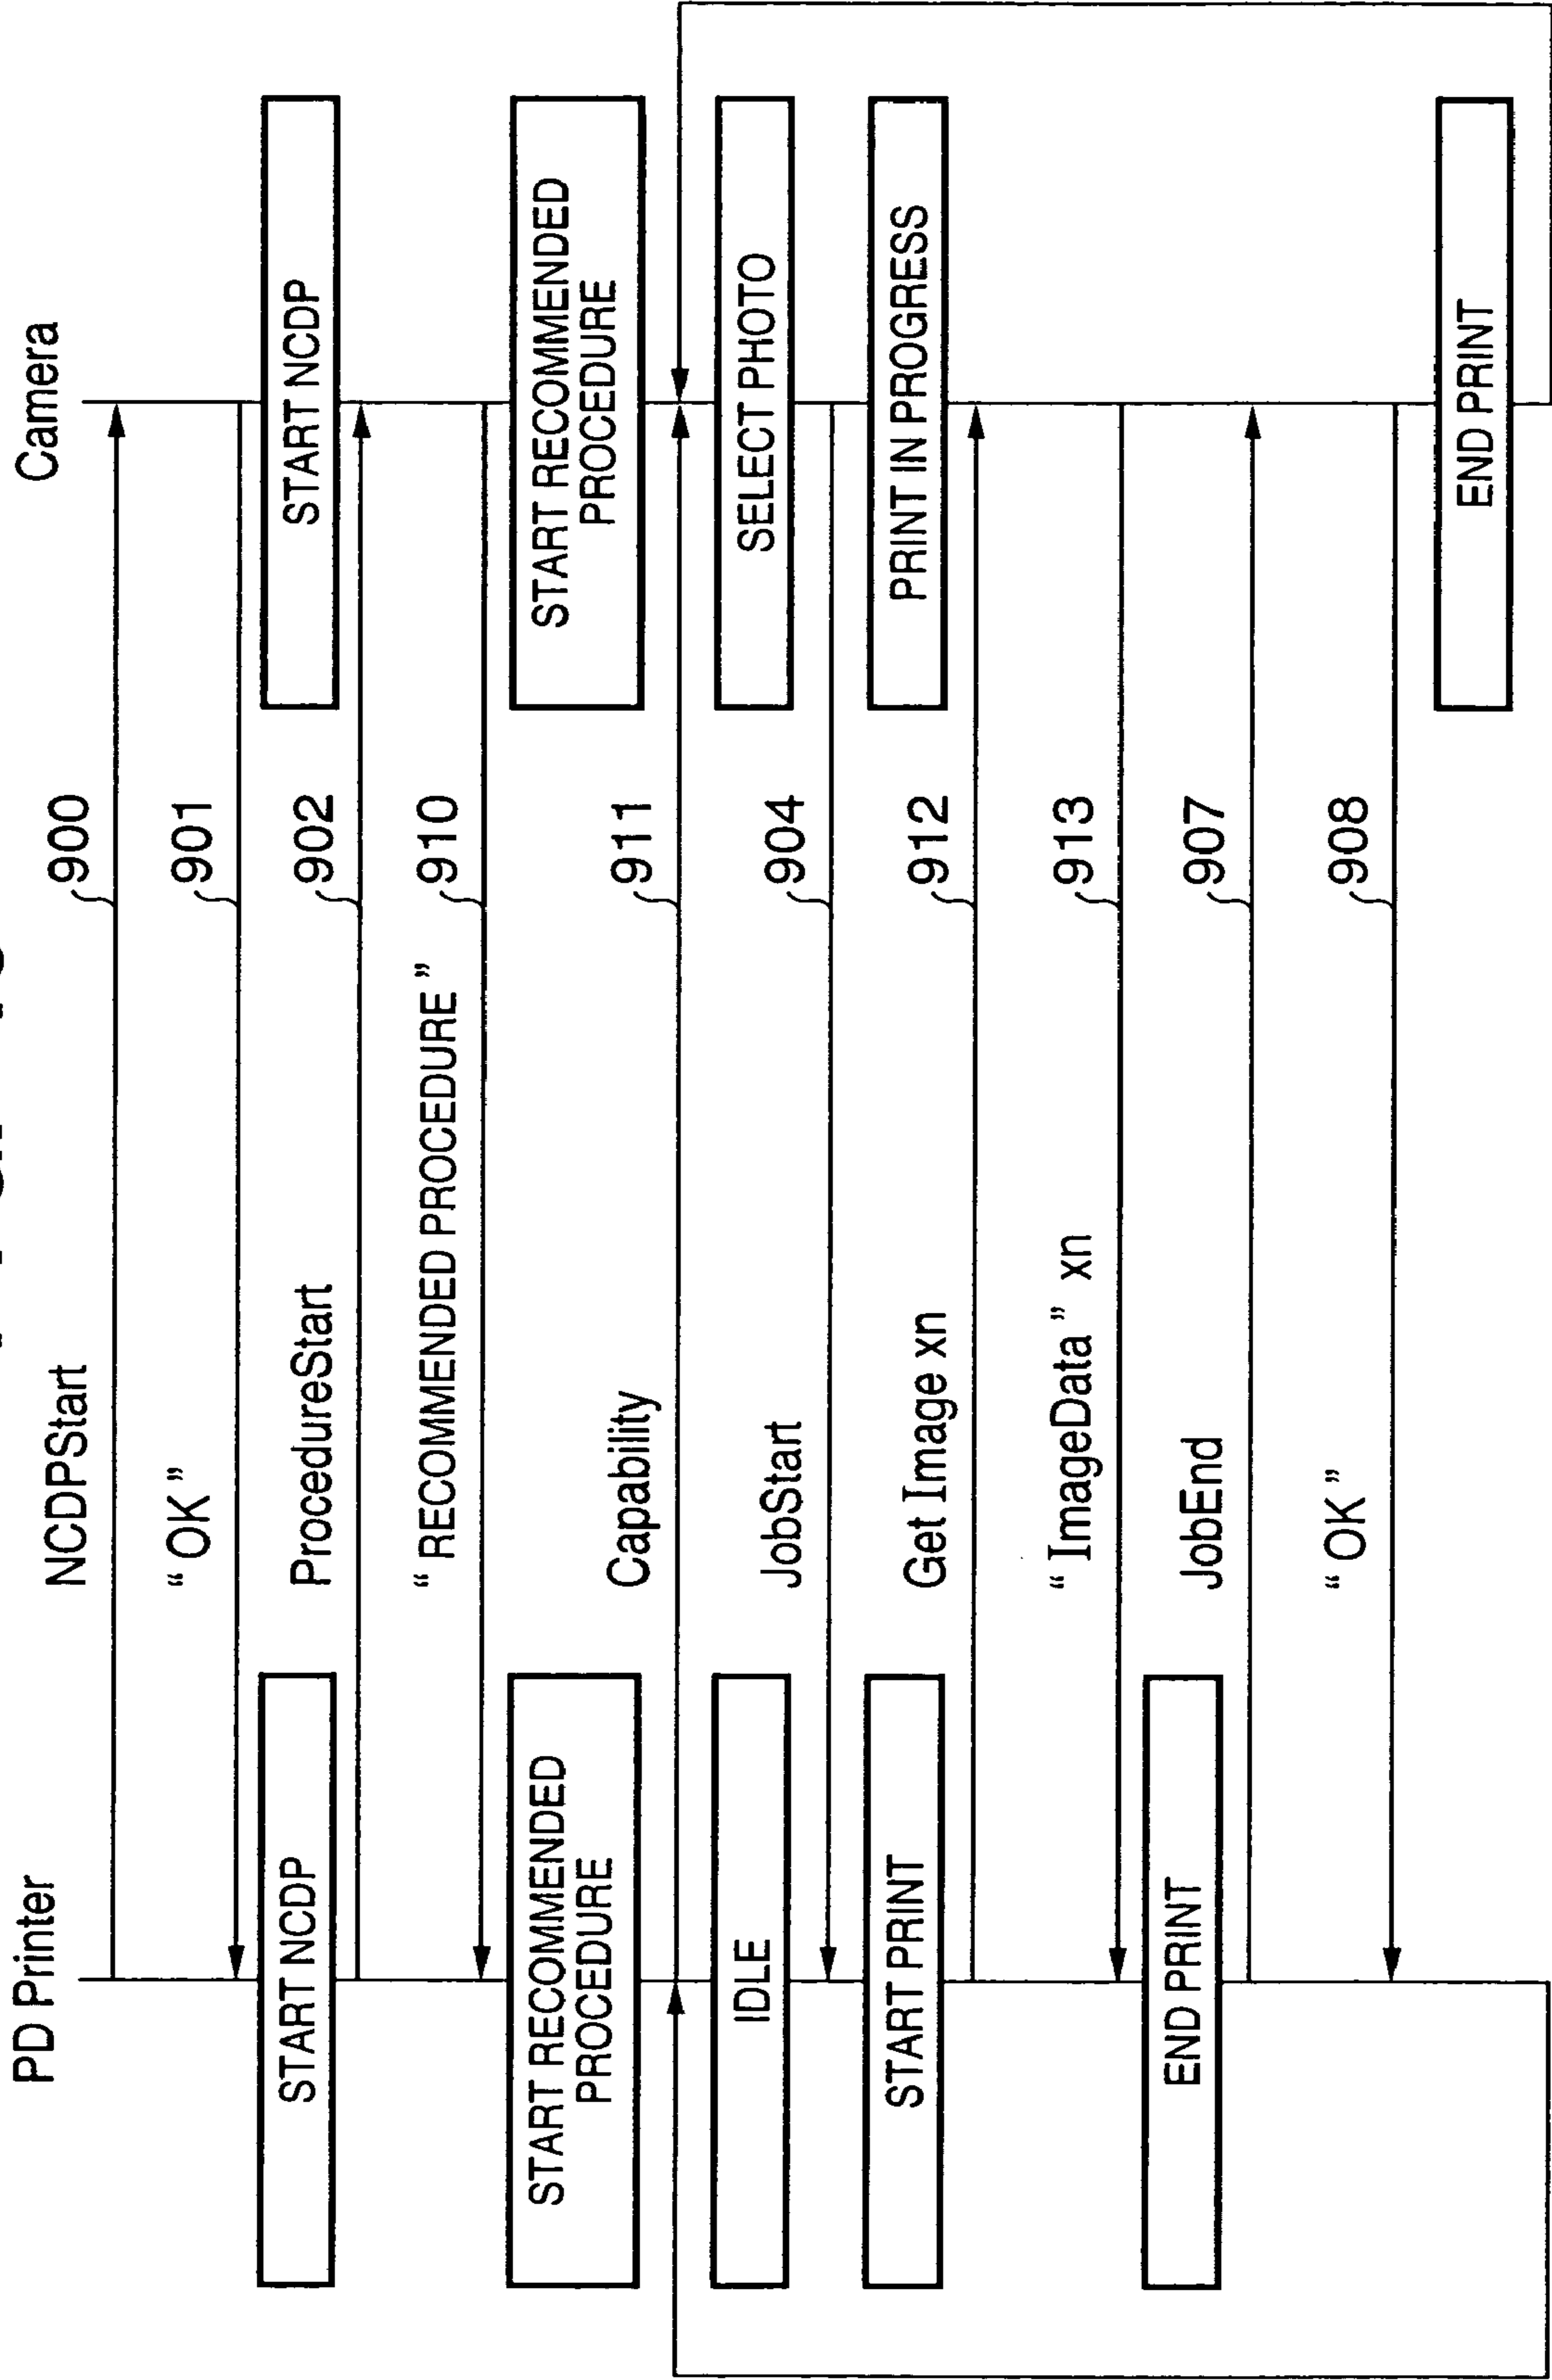 PD Printer
Camera
NCDPStart
900
“ OK ”
901
START NCDP
START NCDP
ProcedureStart
902
“ RECOMMENDED PROCEDURE ”
910
START RECOMMENDED
PROCEDURE
START RECOMMENDED
PROCEDURE
Capability
911
IDLE
SELECT PHOTO
JobStart
904
START PRINT
PRINT IN PROGRESS
Get Image xn
912
“ ImageData ” xn
913
END PRINT
JobEnd
907
“ OK ”
908
END PRINT